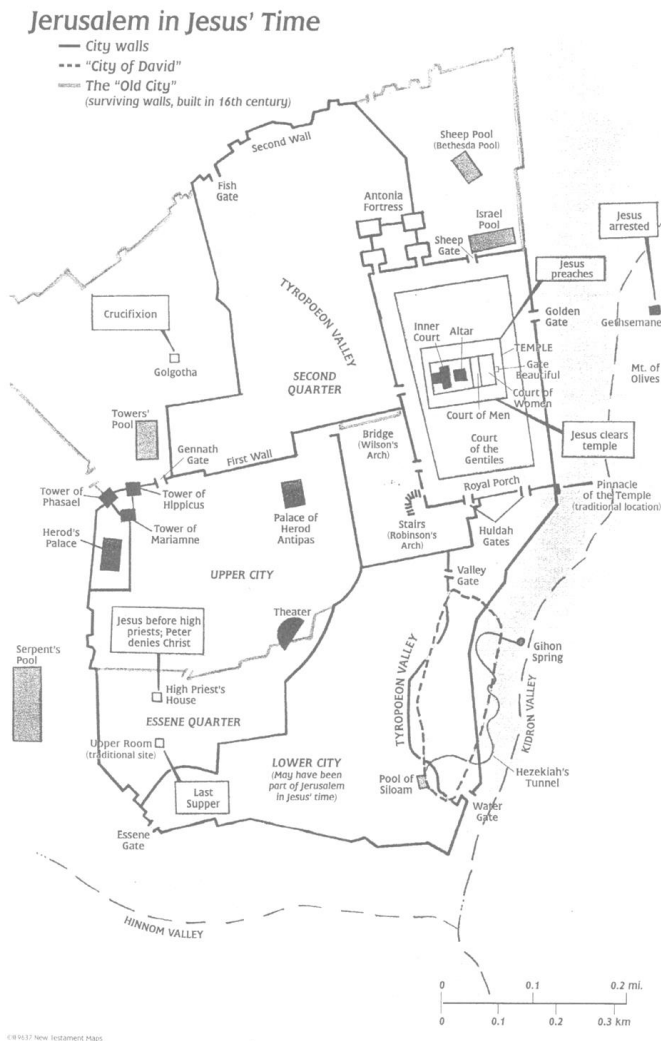 Jerusalem in Jesus' Time
City walls
"City of David"
The "Old City"
(surviving walls, built in 16th century)
Second Wall
Sheep Pool
(Bethesda Pool)
Fish
Gate
Antonia
Fortress
Israel
Pool
Jesus
arrested
Sheep
Gate
Jesus
preaches
Crucifixion
TYROPOEON VALLEY
Golden
Gate
Gethsemane
Inner
Court
Altar
TEMPLE
Gate
Beautiful
Golgotha
Mt. of
Olives
SECOND
QUARTER
Court of
Women
Court of Men
Towers'
Pool
Bridge
(Wilson's
Arch)
Court
of the
Gentiles
Jesus clears
temple
Gennath
Gate
First Wall
Royal Porch
Pinnacle
of the Temple
(traditional location)
Tower of
Phasael
Tower of
Hippicus
Tower of
Mariamne
Palace of
Herod
Antipas
Stairs
(Robinson's
Arch)
Huldah
Gates
Herod's
Palace
UPPER CITY
Valley
Gate
Jesus before high
priests; Peter
denies Christ
Theater
Serpent's
Pool
TYROPOEON VALLEY
Gihon
Spring
KIDRON VALLEY
High Priest's
House
ESSENE QUARTER
Upper Room
(traditional site)
LOWER CITY
(May have been
part of Jerusalem
in Jesus' time)
Pool of
Siloam
Hezekiah's
Tunnel
Last
Supper
Water
Gate
Essene
Gate
HINNOM VALLEY
0 0.1 0.2 mi.
0 0.1 0.2 0.3 km
New Testament Maps